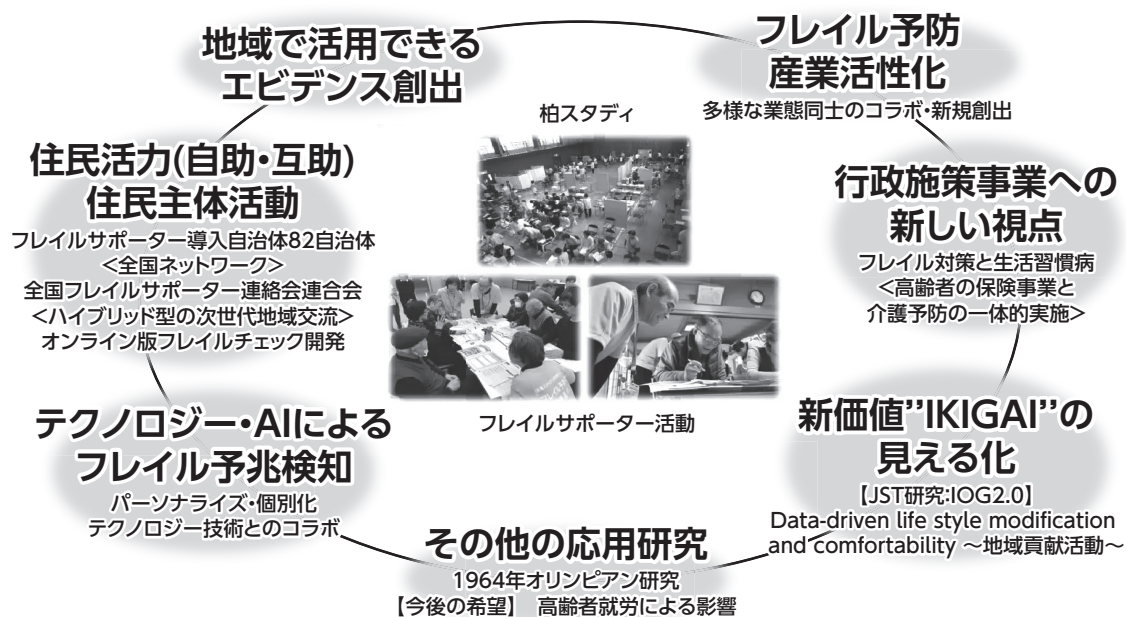 地域で活用できる
エビデンス創出
フレイル予防
産業活性化
多様な業態同士のコラボ・新規創出
柏スタディ
住民活力(自助・互助)
住民主体活動
フレイルサポーター導入自治体82自治体
<全国ネットワーク>
全国フレイルサポーター連絡会連合会
<ハイブリッド型の次世代地域交流>
オンライン版フレイルチェック開発
行政施策事業への
新しい視点
フレイル対策と生活習慣病
<高齢者の保険事業と
介護予防の一体的実施>
フレイルサポーター活動
テクノロジー・AIによる
フレイル予兆検知
パーソナライズ・個別化
テクノロジー技術とのコラボ
新価値”IKIGAI”の
見える化
【JST研究:IOG2.0】
Data-driven life style modification
and comfortability ～地域貢献活動～
その他の応用研究
1964年オリンピアン研究
【今後の希望】 高齢者就労による影響